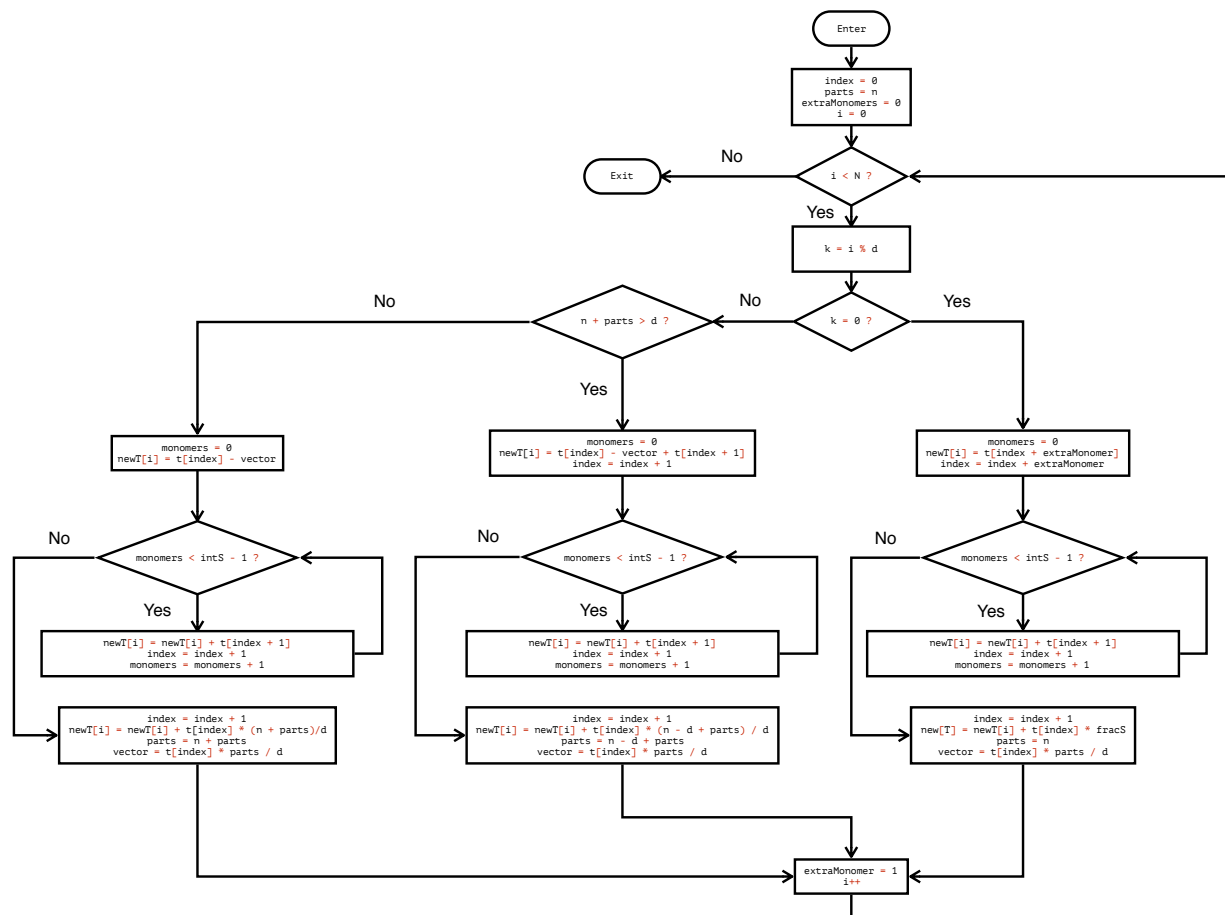 Enter
index = 0
parts = n
extraMonomers = 0
i = 0
No
Exit
i < N ?
Yes
k = i % d
No
n + parts > d ?
No
k = 0 ?
Yes
Yes
monomers = 0
newT[i] = t[index] - vector
monomers = 0
newT[i] = t[index] - vector + t[index + 1]
index = index + 1
monomers = 0
newT[i] = t[index + extraMonomer]
index = index + extraMonomer
No
monomers < intS - 1 ?
Yes
No
monomers < intS - 1 ?
Yes
No
monomers < intS - 1 ?
Yes
newT[i] = newT[i] + t[index + 1]
index = index + 1
monomers = monomers + 1
newT[i] = newT[i] + t[index + 1]
index = index + 1
monomers = monomers + 1
newT[i] = newT[i] + t[index + 1]
index = index + 1
monomers = monomers + 1
index = index + 1
newT[i] = newT[i] + t[index] * (n + parts)/d
parts = n + parts
vector = t[index] * parts / d
index = index + 1
newT[i] = newT[i] + t[index] * (n - d + parts) / d
parts = n - d + parts
vector = t[index] * parts / d
index = index + 1
new[T] = newT[i] + t[index] * fracS
parts = n
vector = t[index] * parts / d
extraMonomer = 1
i++